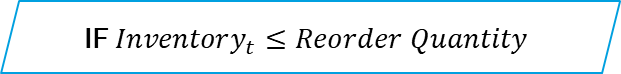 IF Inventoryₜ ≤ Reorder Quantity